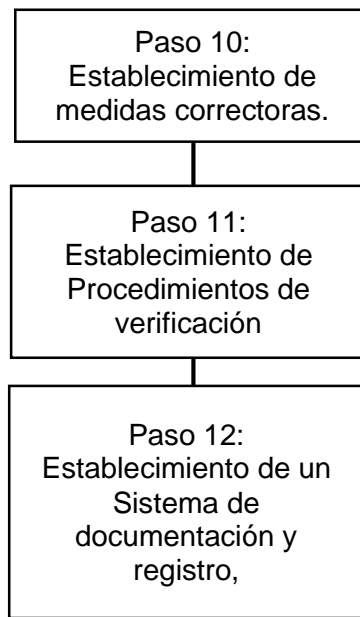 Paso 10:
Establecimiento de
medidas correctoras.
Paso 11:
Establecimiento de
Procedimientos de
verificación
Paso 12:
Establecimiento de un
Sistema de
documentación y
registro,